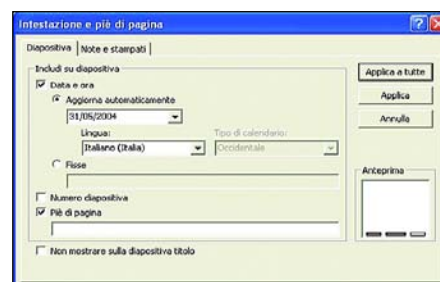 Intestazione e piè di pagina
Diapositiva
Note e stampati
Includi su diapositiva
Data e ora
Aggiorna automaticamente
31/05/2004
Lingua:
Tipo di calendario:
Italiano (Italia)
Occidentale
Fisse
Numero diapositiva
Piè di pagina
Non mostrare sulla diapositiva titolo
Applica a tutte
Applica
Annulla
Anteprima